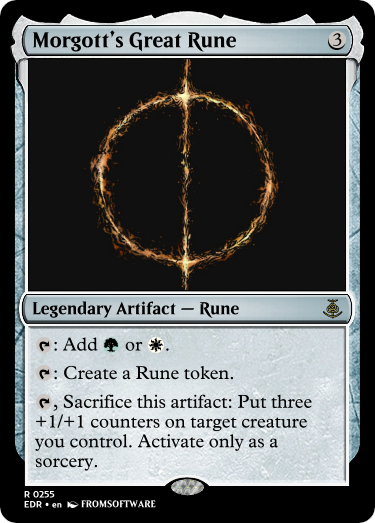 Morgott's Great Rune 3
Legendary Artifact — Rune
: Add or .
: Create a Rune token.
, Sacrifice this artifact: Put three
+1/+1 counters on target creature
you control. Activate only as a
sorcery.
R 0255
EDR • en FROMSOFTWARE